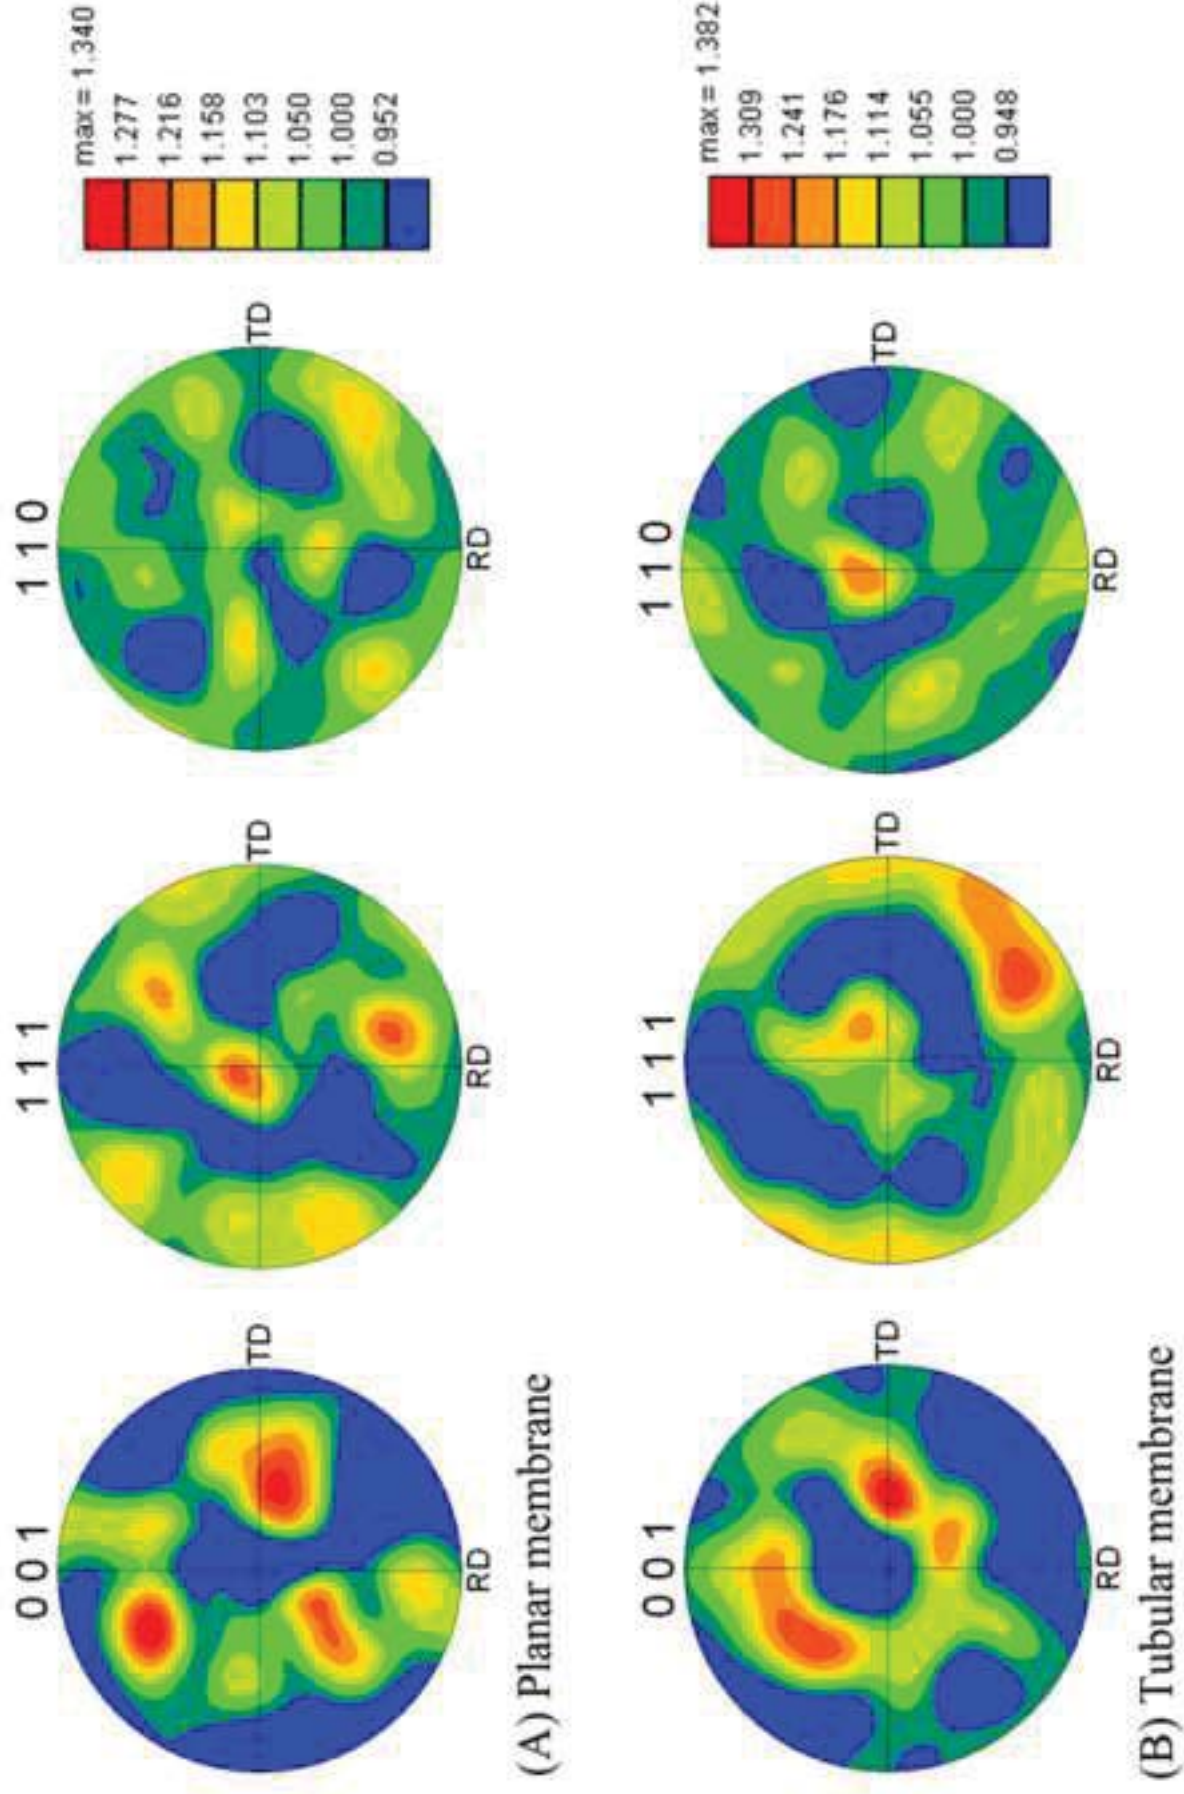 0 0 1
TD
RD
1 1 1
TD
RD
1 1 0
TD
RD
max = 1.340
1.277
1.216
1.158
1.103
1.050
1.000
0.952
(A) Planar membrane
0 0 1
TD
RD
1 1 1
TD
RD
1 1 0
TD
RD
max = 1.382
1.309
1.241
1.176
1.114
1.055
1.000
0.948
(B) Tubular membrane